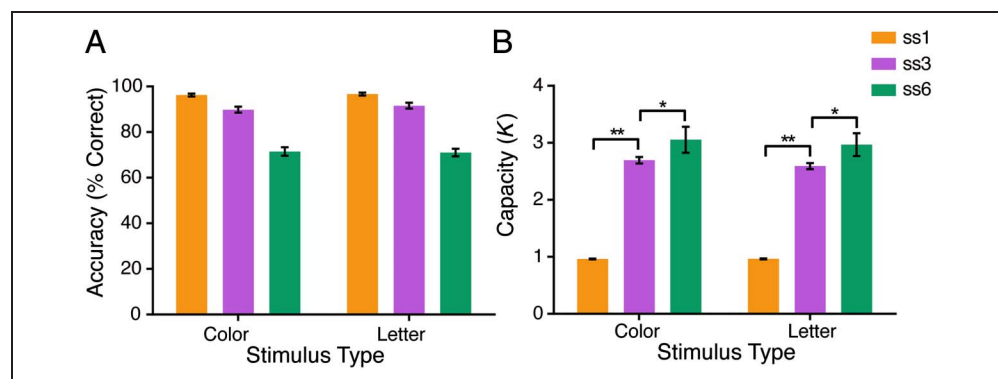 A
Accuracy (% Correct)
100
80
60
40
20
0
Color
Letter
Stimulus Type
B
ss1
ss3
ss6
Capacity (K)
4
3
2
1
0
**
*
**
*
Color
Letter
Stimulus Type